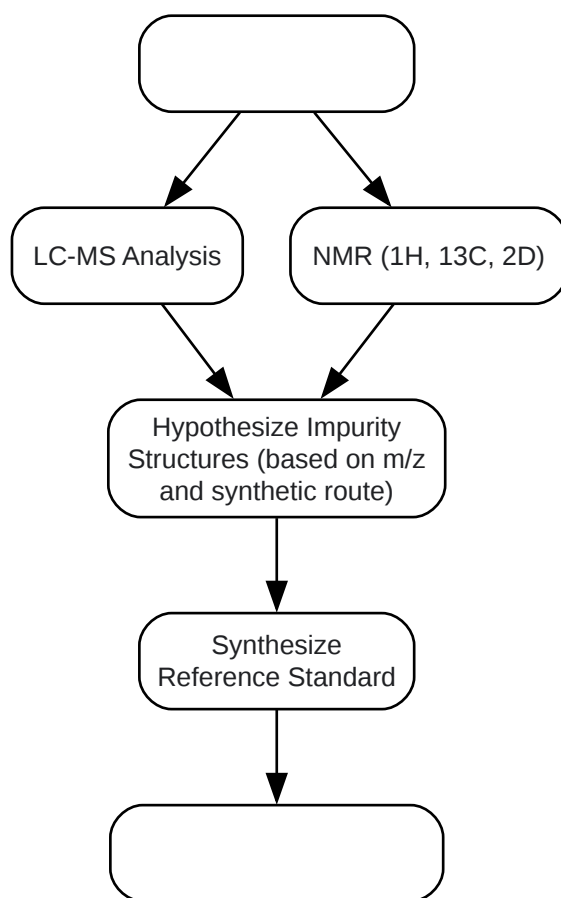 LC-MS Analysis
NMR (1H, 13C, 2D)
Hypothesize Impurity
Structures (based on m/z
and synthetic route)
Synthesize
Reference Standard